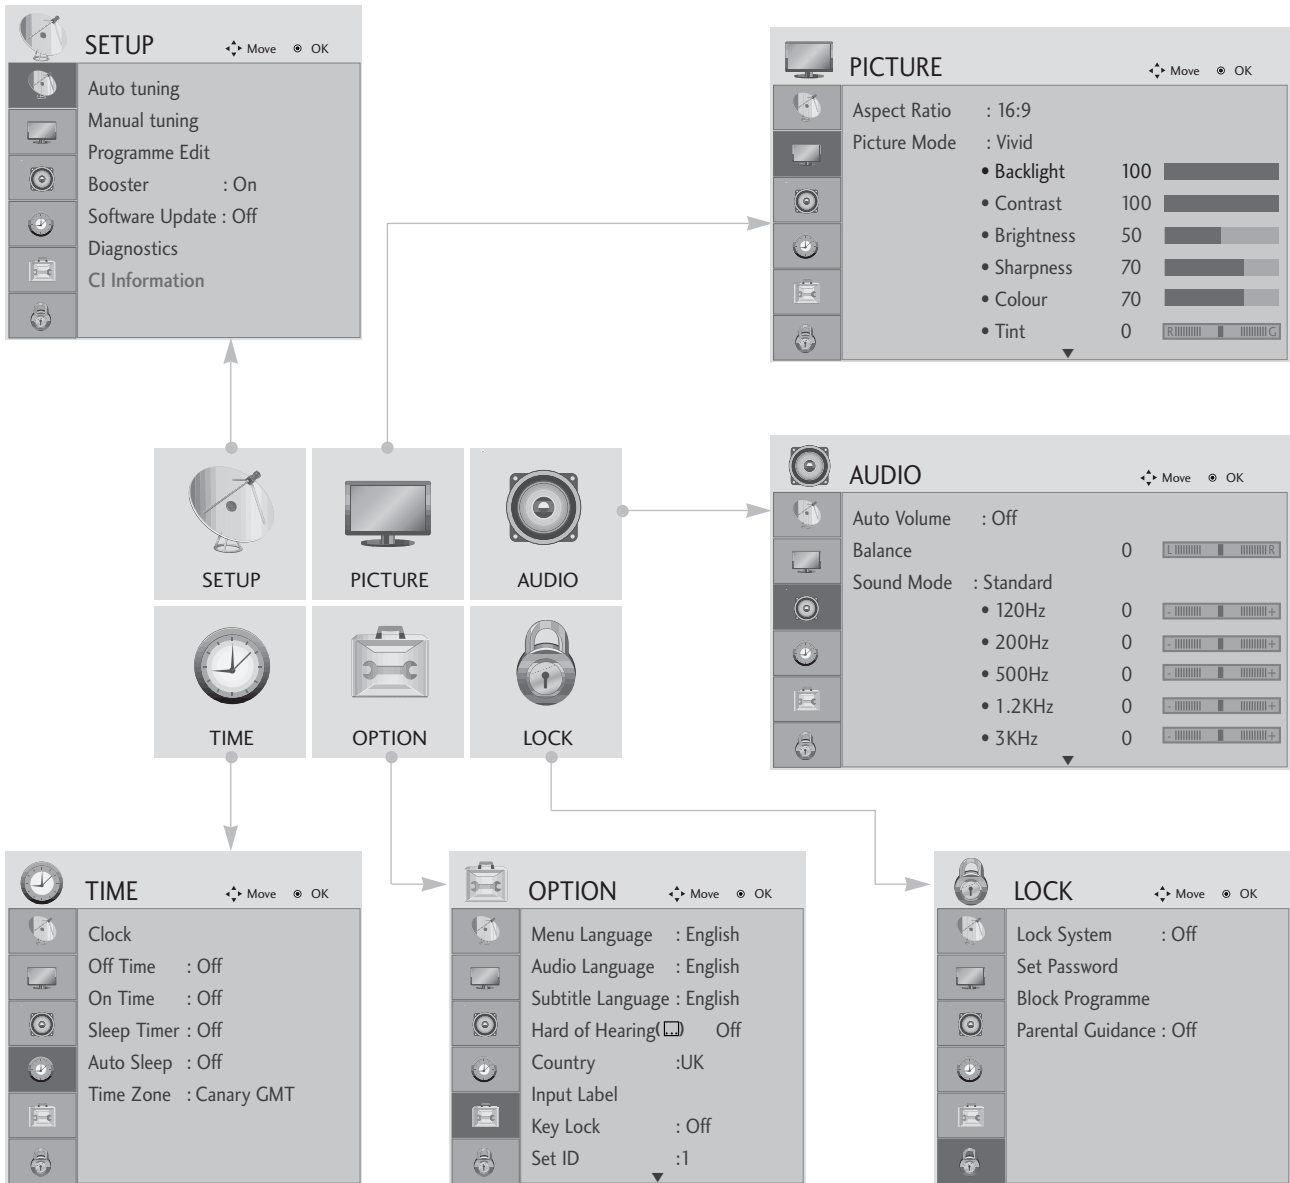 SETUP Move OK
Auto tuning
Manual tuning
Programme Edit
Booster : On
Software Update : Off
Diagnostics
CI Information
PICTURE Move OK
Aspect Ratio : 16:9
Picture Mode : Vivid
• Backlight 100
• Contrast 100
• Brightness 50
• Sharpness 70
• Colour 70
• Tint 0 R G
SETUP PICTURE AUDIO
TIME OPTION LOCK
AUDIO Move OK
Auto Volume : Off
Balance 0 L R
Sound Mode : Standard
• 120Hz 0 - +
• 200Hz 0 - +
• 500Hz 0 - +
• 1.2KHz 0 - +
• 3KHz 0 - +
TIME Move OK
Clock
Off Time : Off
On Time : Off
Sleep Timer : Off
Auto Sleep : Off
Time Zone : Canary GMT
OPTION Move OK
Menu Language : English
Audio Language : English
Subtitle Language : English
Hard of Hearing( ) Off
Country :UK
Input Label
Key Lock : Off
Set ID :1
LOCK Move OK
Lock System : Off
Set Password
Block Programme
Parental Guidance : Off